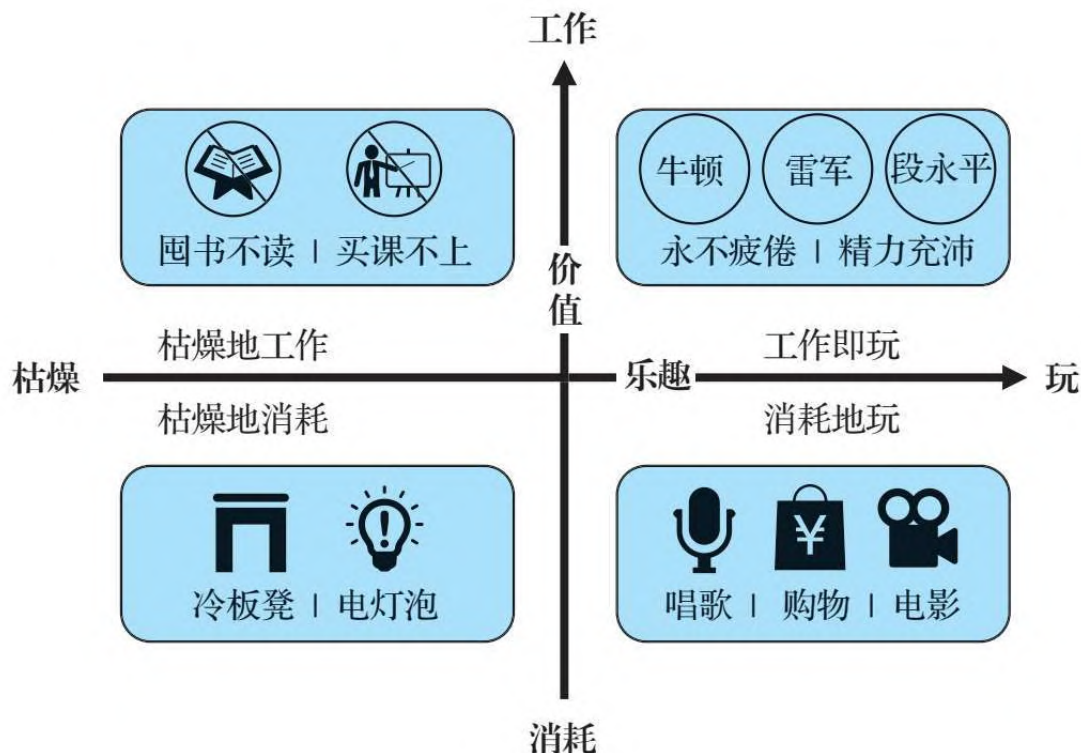 工作
牛顿 雷军 段永平
囤书不读 | 买课不上
永不疲倦 | 精力充沛
价值
枯燥地工作
工作即玩
枯燥
乐趣
玩
枯燥地消耗
消耗地玩
¥
冷板凳 | 电灯泡
唱歌 | 购物 | 电影
消耗